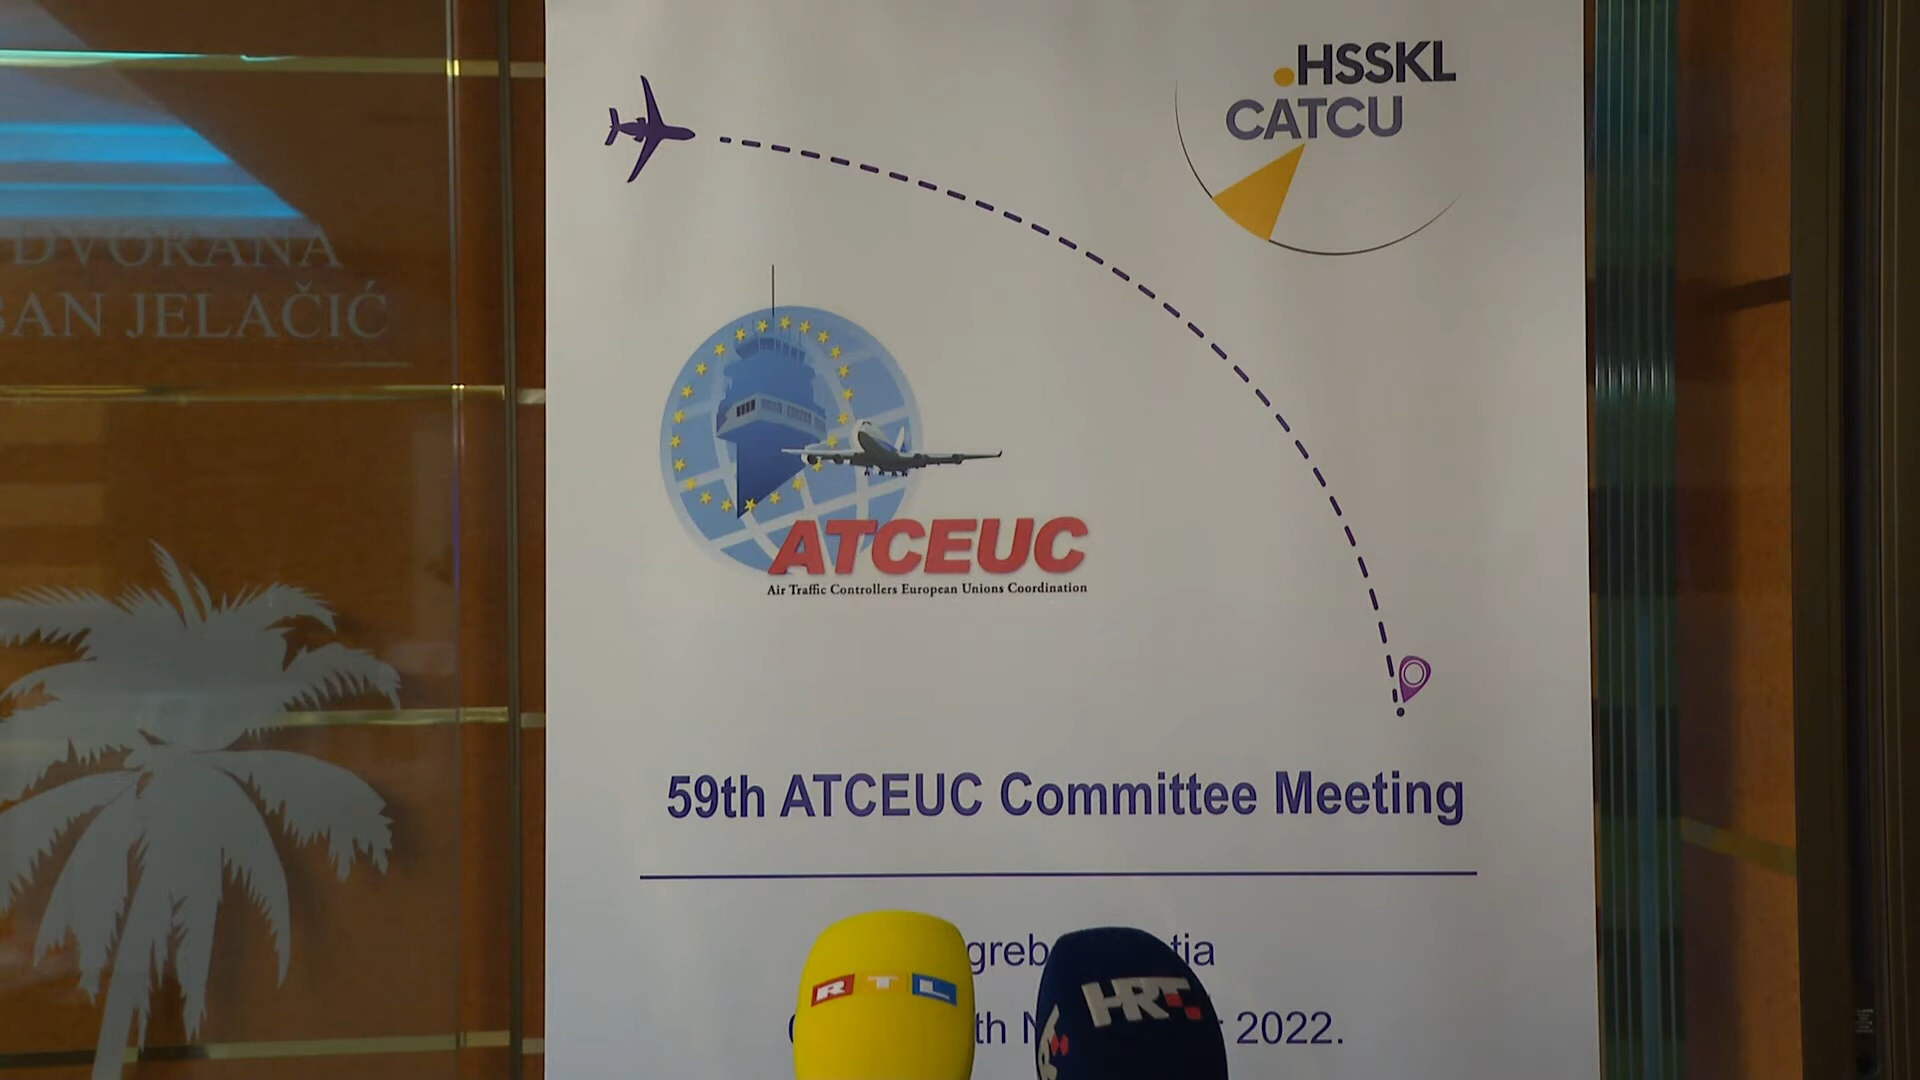 .HSSKL
CATCU
DVORANA
BAN JELAČIĆ
ATCEUC
Air Traffic Controllers European Unions Coordination
59th ATCEUC Committee Meeting
RTL
HRT
2022.